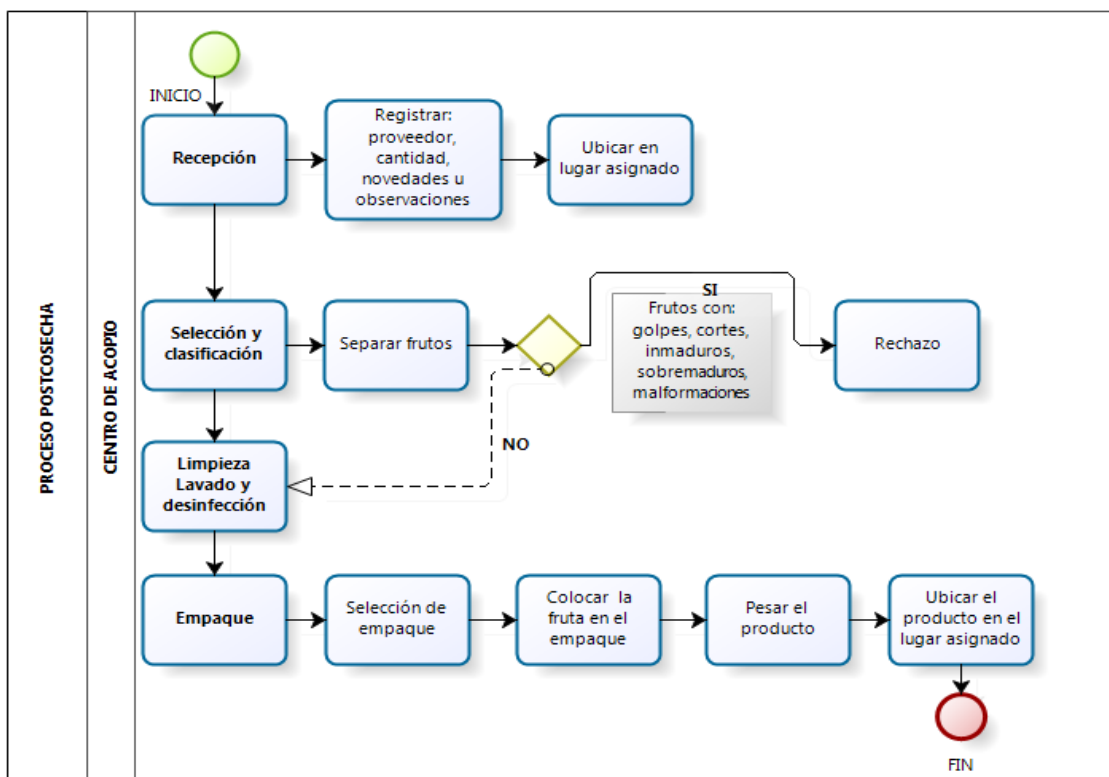 PROCESO POSTCOSECHA
CENTRO DE ACOPIO
INICIO
Recepción
Registrar:
proveedor,
cantidad,
novedades u
observaciones
Ubicar en
lugar asignado
Selección y
clasificación
Separar frutos
SI
Frutos con:
golpes, cortes,
inmaduros,
sobremaduros,
malformaciones
Rechazo
NO
Limpieza
Lavado y
desinfección
Empaque
Selección de
empaque
Colocar la
fruta en el
empaque
Pesar el
producto
Ubicar el
producto en el
lugar asignado
FIN